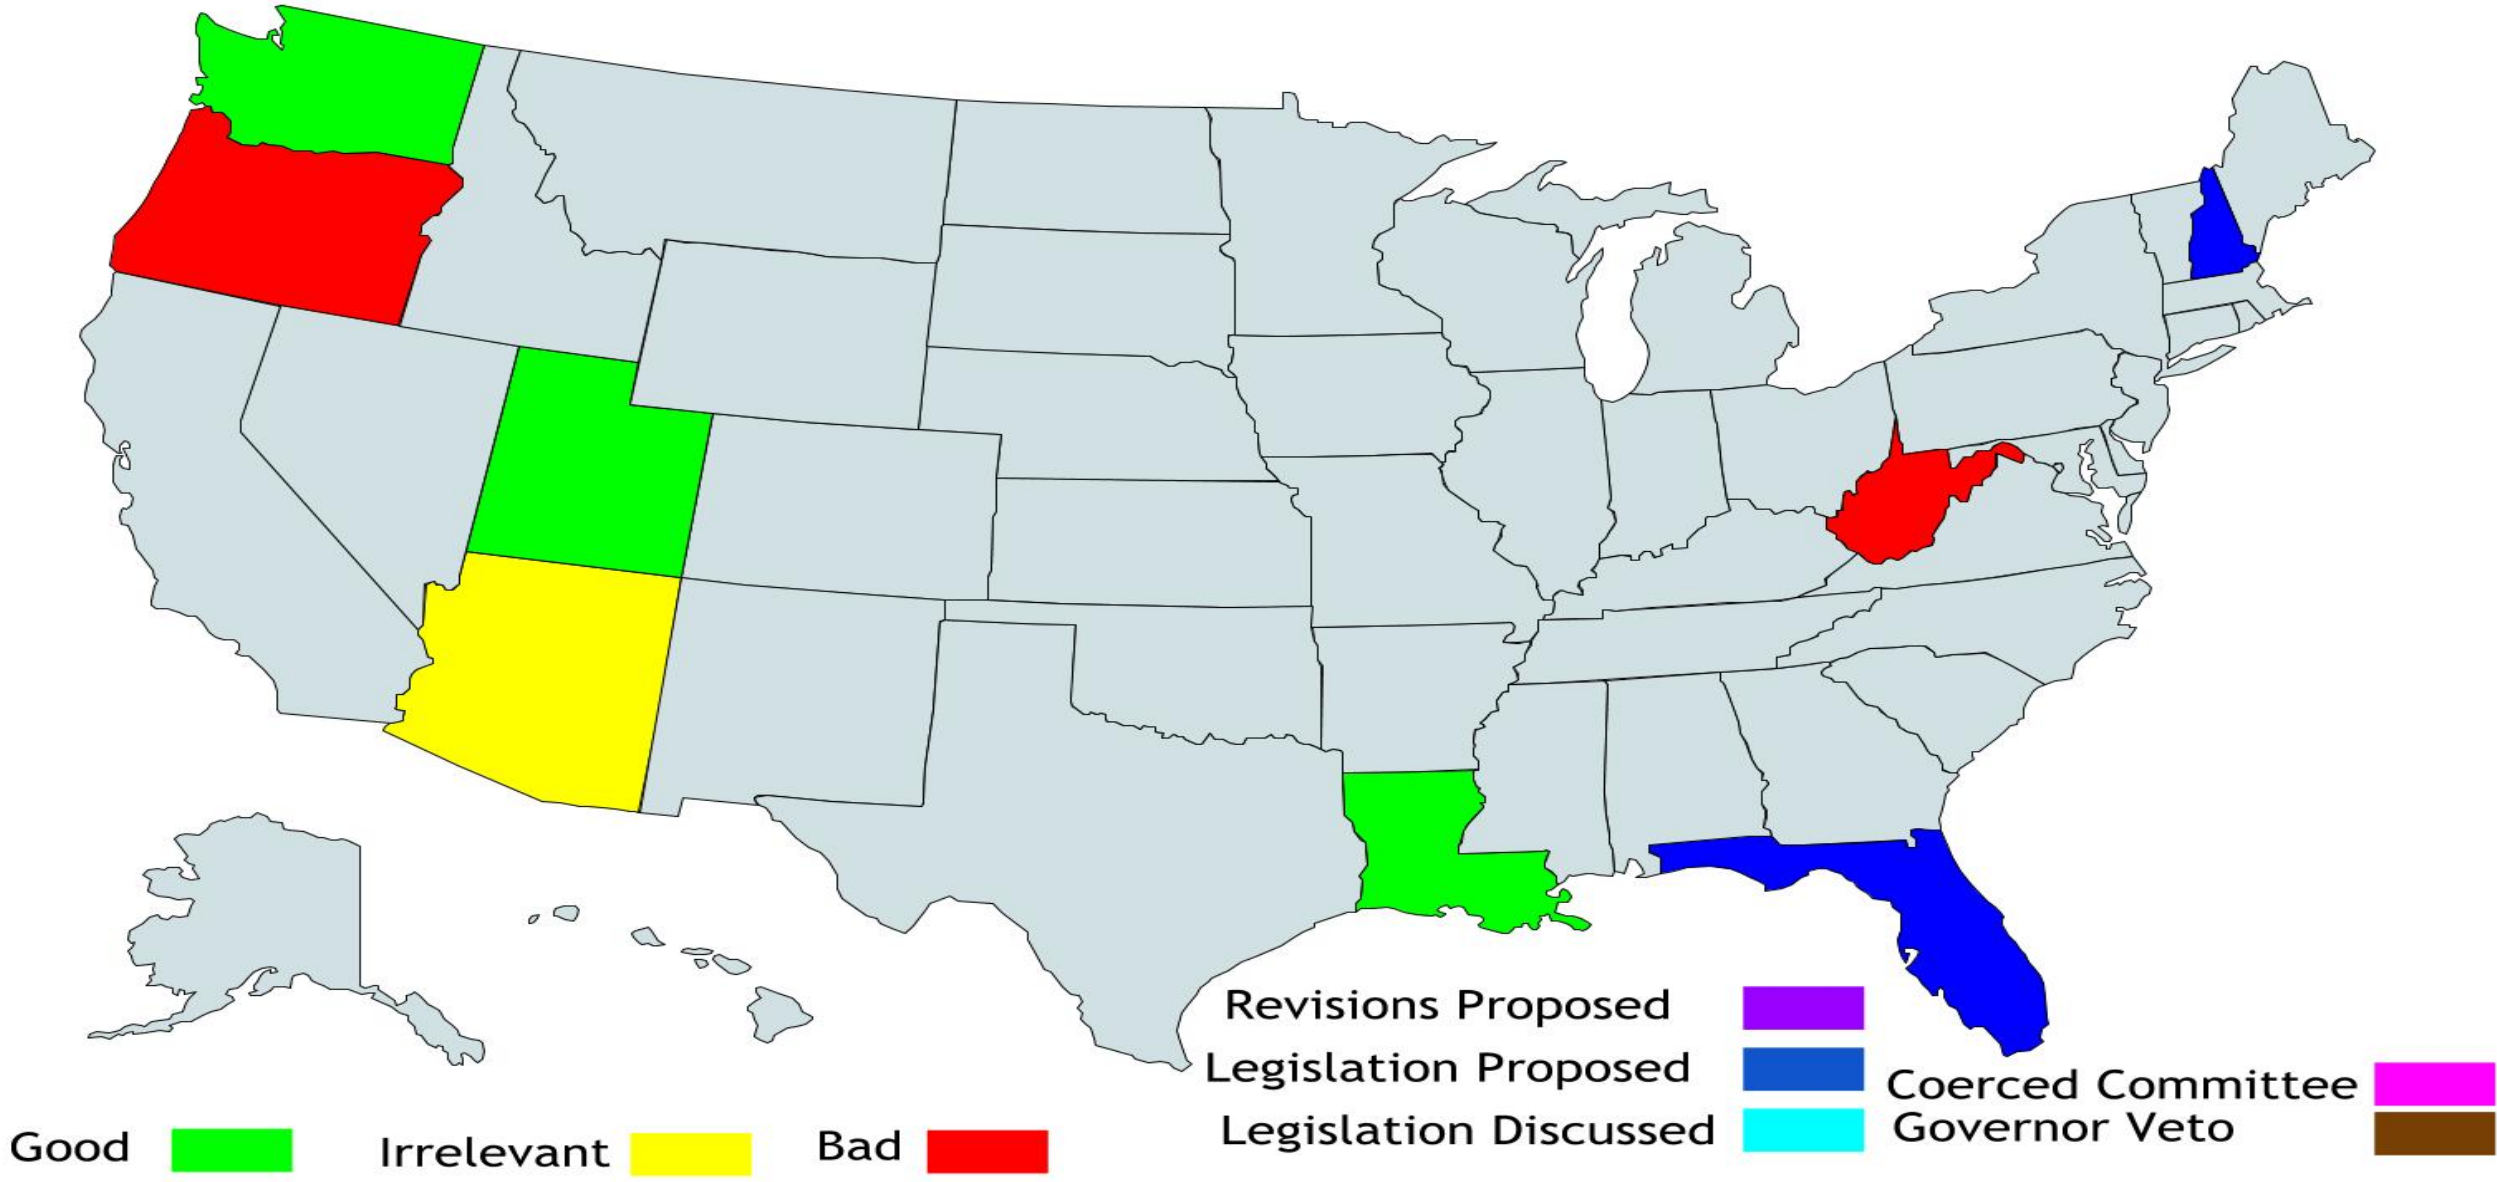 Revisions Proposed
Legislation Proposed
Coerced Committee
Legislation Discussed
Governor Veto
Good
Irrelevant
Bad